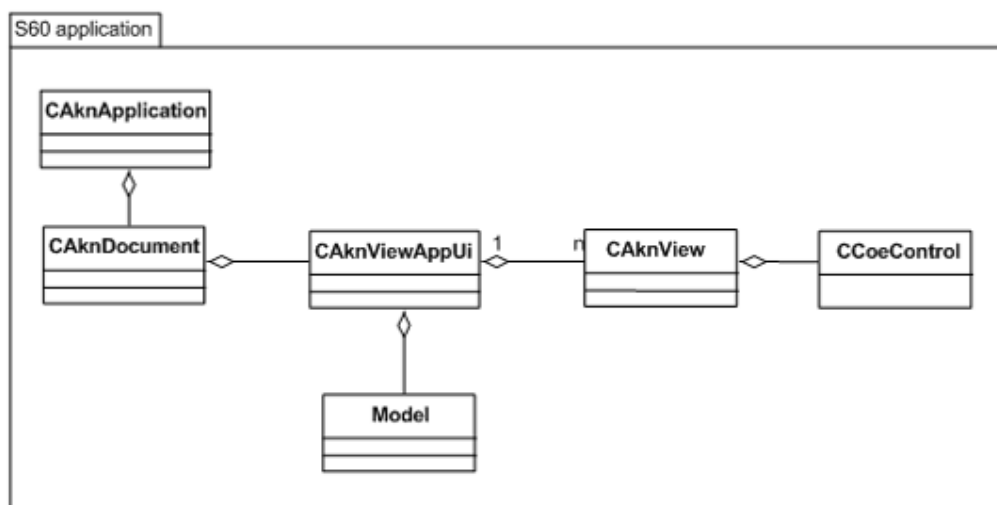 S60 application
CAknApplication
CAknDocument
CAknViewAppUi
1
n
CAknView
CCoeControl
Model